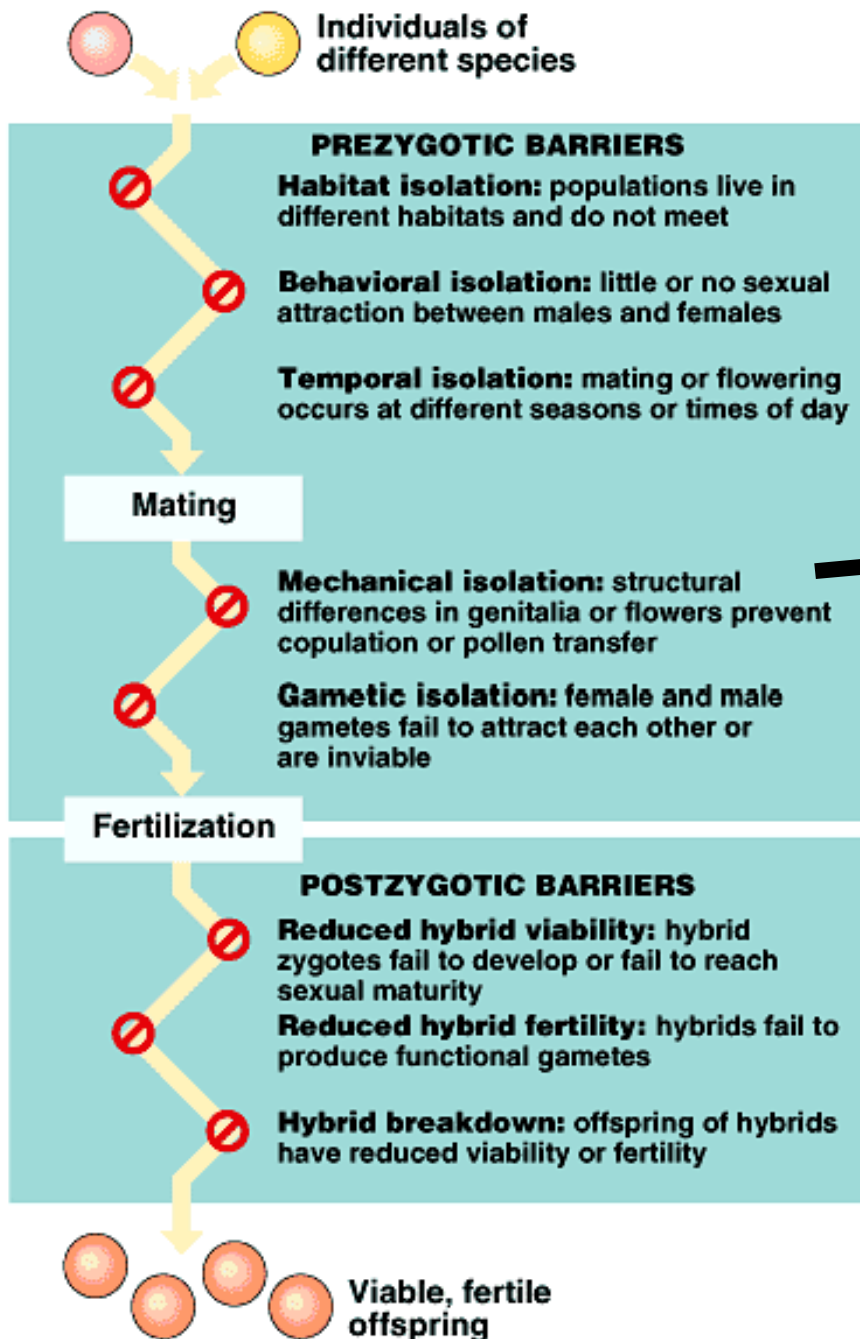 Individuals of
different species
PREZYGOTIC BARRIERS
Habitat isolation: populations live in
different habitats and do not meet
Behavioral isolation: little or no sexual
attraction between males and females
Temporal isolation: mating or flowering
occurs at different seasons or times of day
Mating
Mechanical isolation: structural
differences in genitalia or flowers prevent
copulation or pollen transfer
Gametic isolation: female and male
gametes fail to attract each other or
are inviable
Fertilization
POSTZYGOTIC BARRIERS
Reduced hybrid viability: hybrid
zygotes fail to develop or fail to reach
sexual maturity
Reduced hybrid fertility: hybrids fail to
produce functional gametes
Hybrid breakdown: offspring of hybrids
have reduced viability or fertility
Viable, fertile
offspring